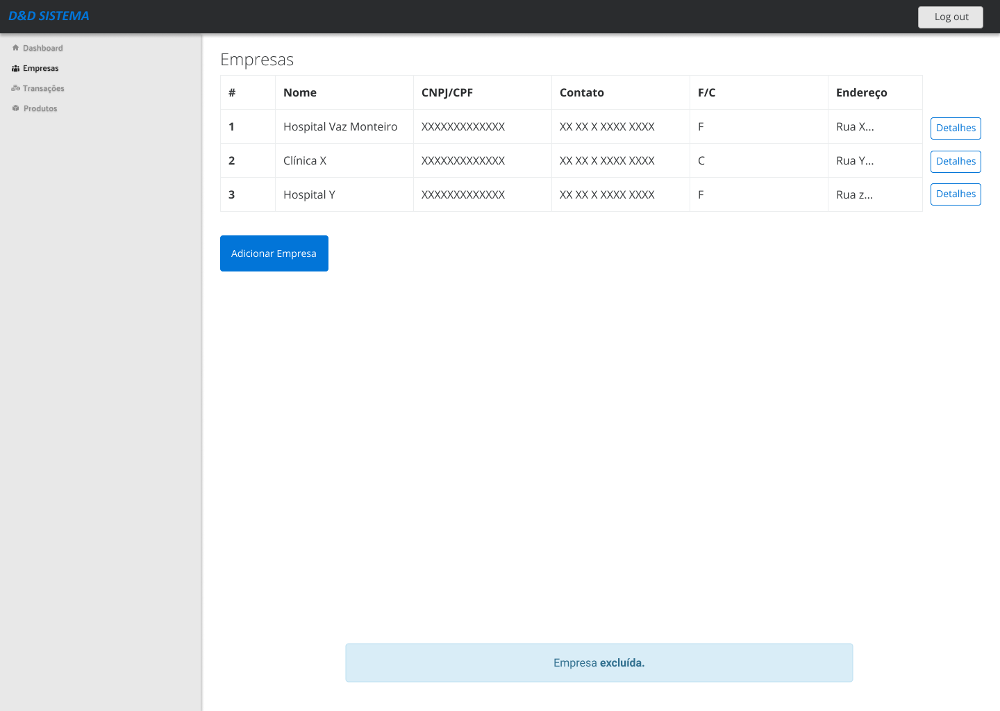 D&D SISTEMA
Log out
Dashboard
Empresas
Transações
Produtos
Empresas
# Nome CNPJ/CPF Contato F/C Endereço
1 Hospital Vaz Monteiro XXXXXXXXXXXXX XX XX X XXXX XXXX F Rua X... Detalhes
2 Clínica X XXXXXXXXXXXXX XX XX X XXXX XXXX C Rua Y... Detalhes
3 Hospital Y XXXXXXXXXXXXX XX XX X XXXX XXXX F Rua z... Detalhes
Adicionar Empresa
Empresa excluída.